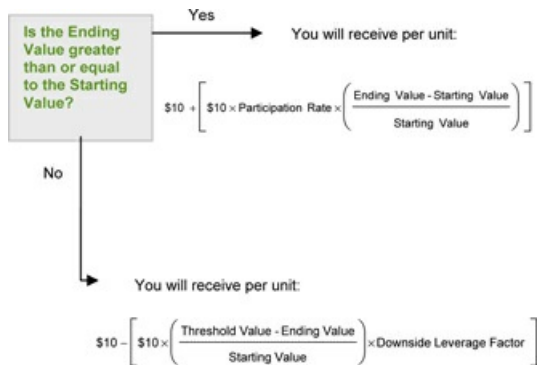 Is the Ending
Value greater
than or equal
to the Starting
Value?
Yes
You will receive per unit:
$10 + [ $10 × Participation Rate × ( Ending Value - Starting Value
Starting Value ) ]
No
You will receive per unit:
$10 − [ $10 × ( Threshold Value - Ending Value
Starting Value ) × Downside Leverage Factor ]